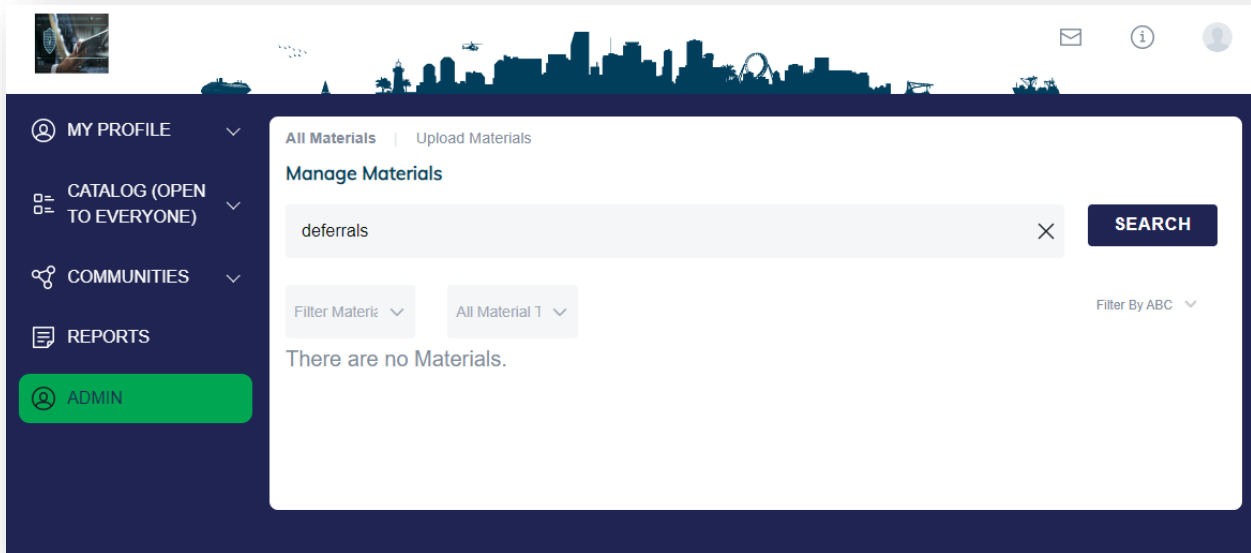 MY PROFILE
CATALOG (OPEN
TO EVERYONE)
COMMUNITIES
REPORTS
ADMIN
All Materials | Upload Materials
Manage Materials
deferrals
SEARCH
Filter Materia All Material T Filter By ABC
There are no Materials.